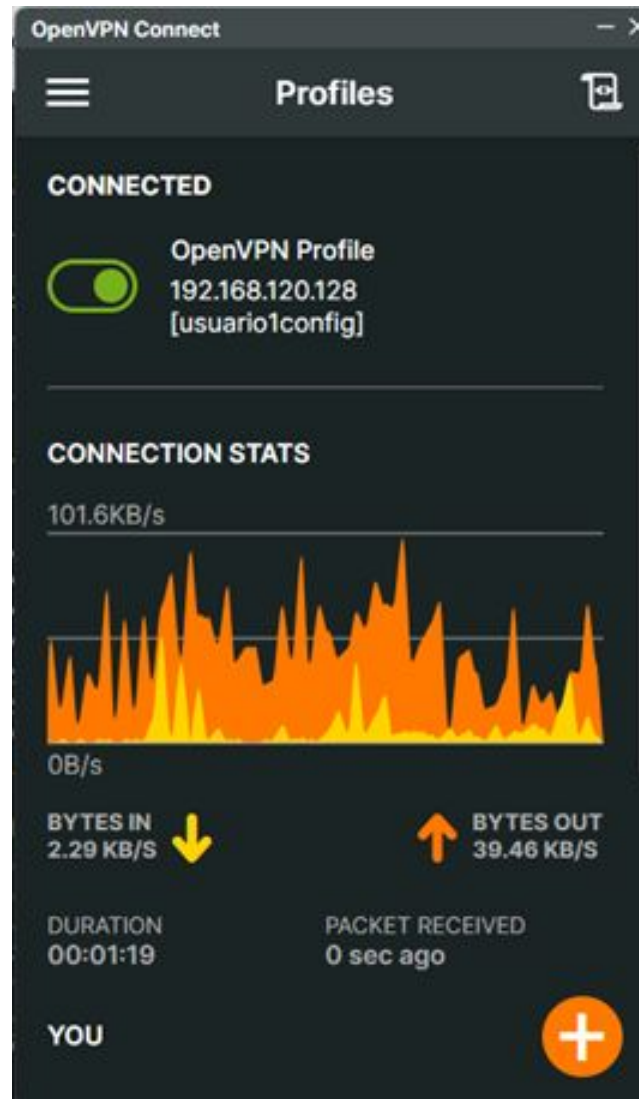 OpenVPN Connect
Profiles
CONNECTED
OpenVPN Profile
192.168.120.128
[usuario1config]
CONNECTION STATS
101.6KB/s
0B/s
BYTES IN
2.29 KB/S
BYTES OUT
39.46 KB/S
DURATION
00:01:19
PACKET RECEIVED
0 sec ago
YOU